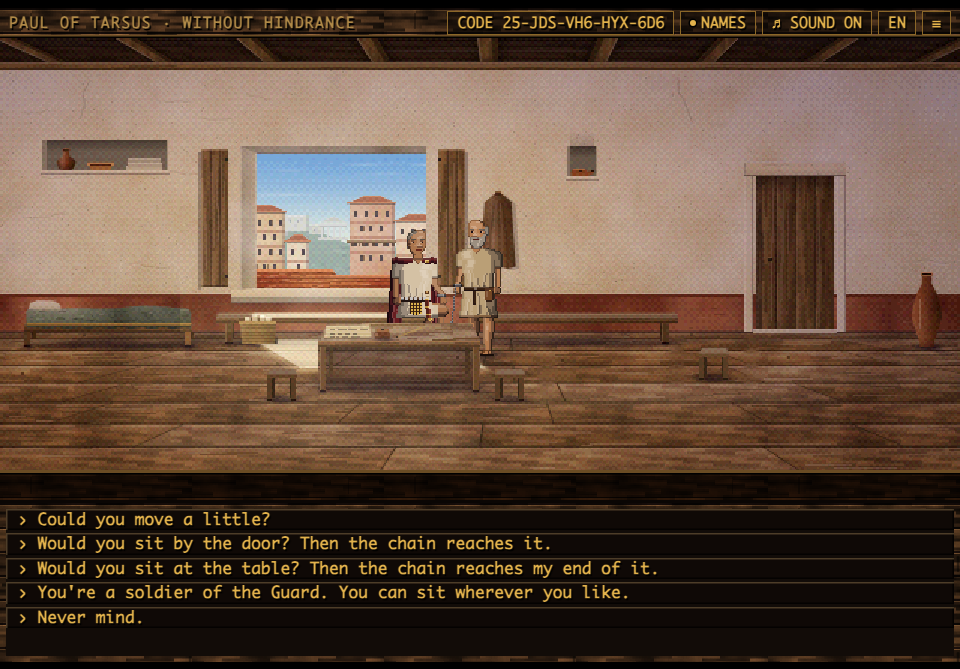 PAUL OF TARSUS · WITHOUT HINDRANCE
CODE 25-JDS-VH6-HYX-6D6
•NAMES
♬ SOUND ON
EN
≡
› Could you move a little?
› Would you sit by the door? Then the chain reaches it.
› Would you sit at the table? Then the chain reaches my end of it.
› You're a soldier of the Guard. You can sit wherever you like.
› Never mind.